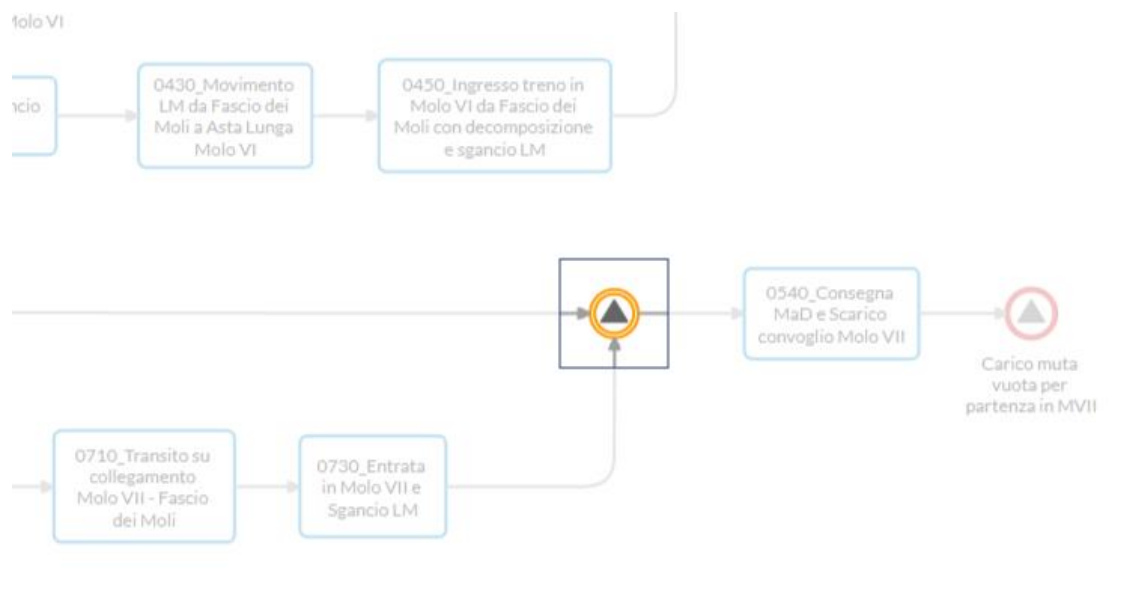 Molo VI
ncio
0430_Movimento
LM da Fascio dei
Moli a Asta Lunga
Molo VI
0450_Ingresso treno in
Molo VI da Fascio dei
Moli con decomposizione
e sgancio LM
0540_Consegna
MaD e Scarico
convoglio Molo VII
Carico muta
vuota per
partenza in MVII
0710_Transito su
collegamento
Molo VII - Fascio
dei Moli
0730_Entrata
in Molo VII e
Sgancio LM